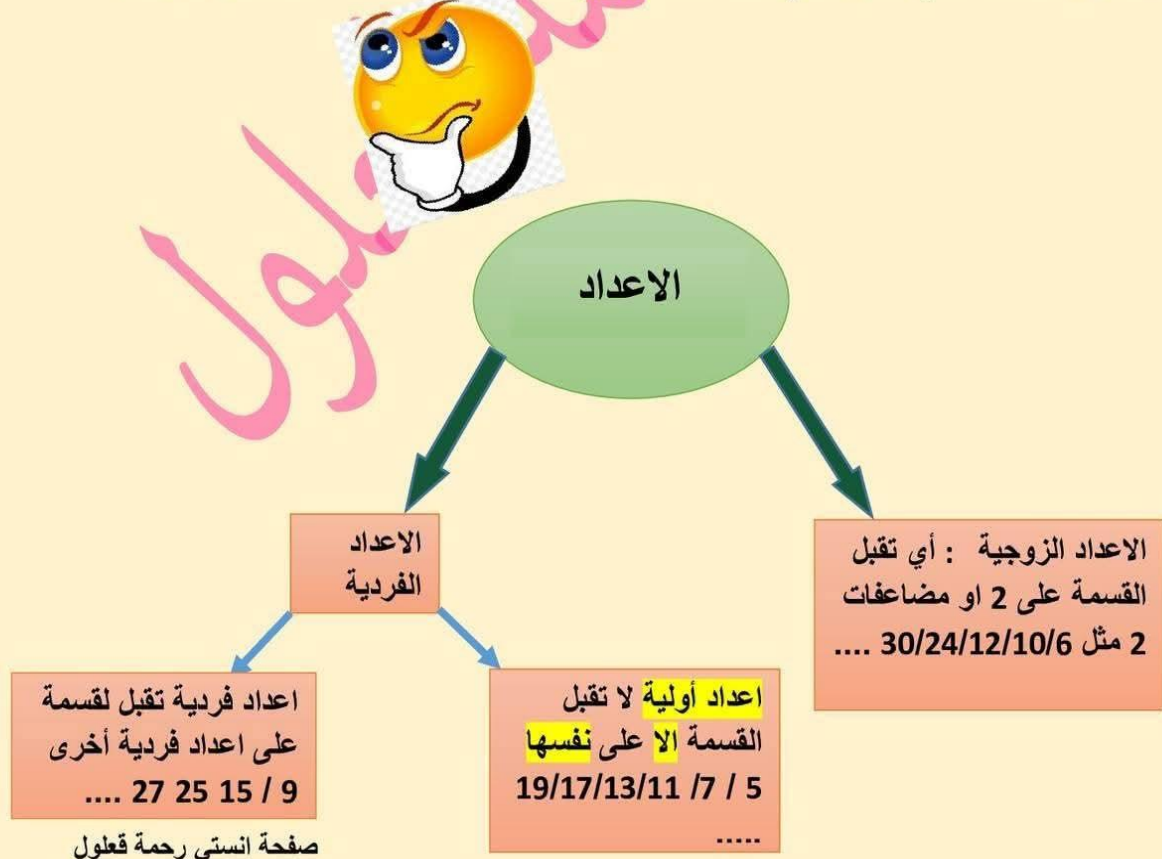 الاعداد
الاعداد الزوجية : أي تقبل
القسمة على 2 او مضاعفات
2 مثل 30/24/12/10/6 ....
الاعداد
الفردية
اعداد أولية لا تقبل
القسمة الا على نفسها
19/17/13/11 /7 / 5
.....
اعداد فردية تقبل لقسمة
على اعداد فردية أخرى
9 / 15 25 27 ....
صفحة انستي رحمة قعلول